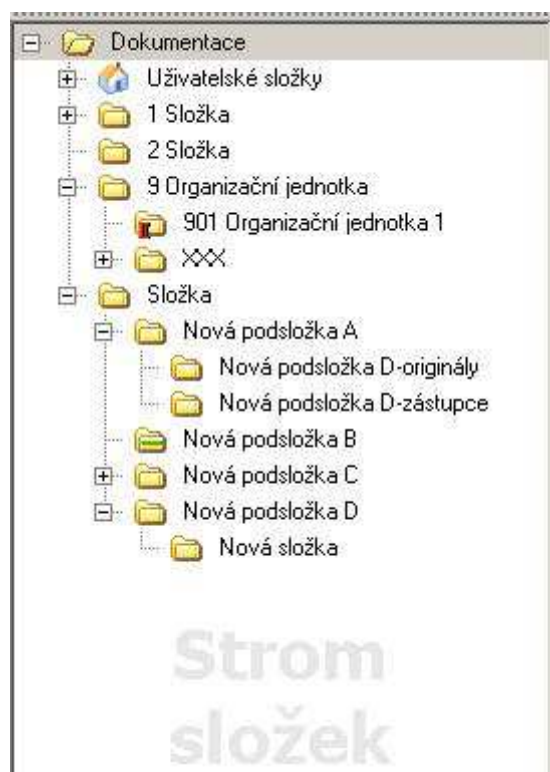 Dokumentace
Uživatelské složky
1 Složka
2 Složka
9 Organizační jednotka
901 Organizační jednotka 1
XXX
Složka
Nová podsložka A
Nová podsložka D-originály
Nová podsložka D-zástupce
Nová podsložka B
Nová podsložka C
Nová podsložka D
Nová složka
Strom
složek